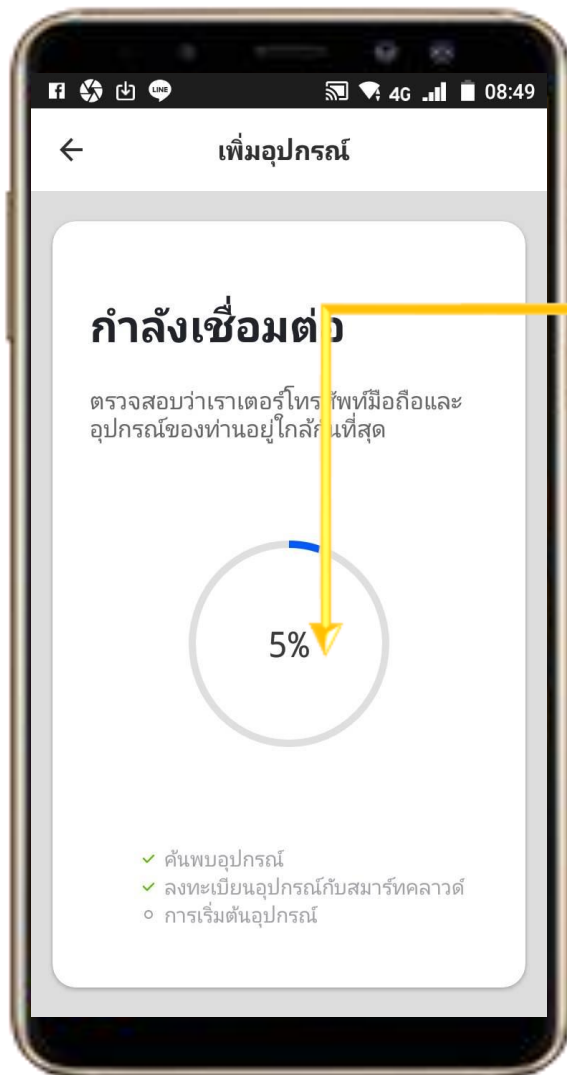 LINE
4G 08:49
เพิ่มอุปกรณ์
กำลังเชื่อมต่อ
ตรวจสอบว่าเราเตอร์โทรศัพท์มือถือและ
อุปกรณ์ของท่านอยู่ใกล้กันที่สุด
5%
ค้นพบอุปกรณ์
ลงทะเบียนอุปกรณ์กับสมาร์ทคลาวด์
การเริ่มต้นอุปกรณ์